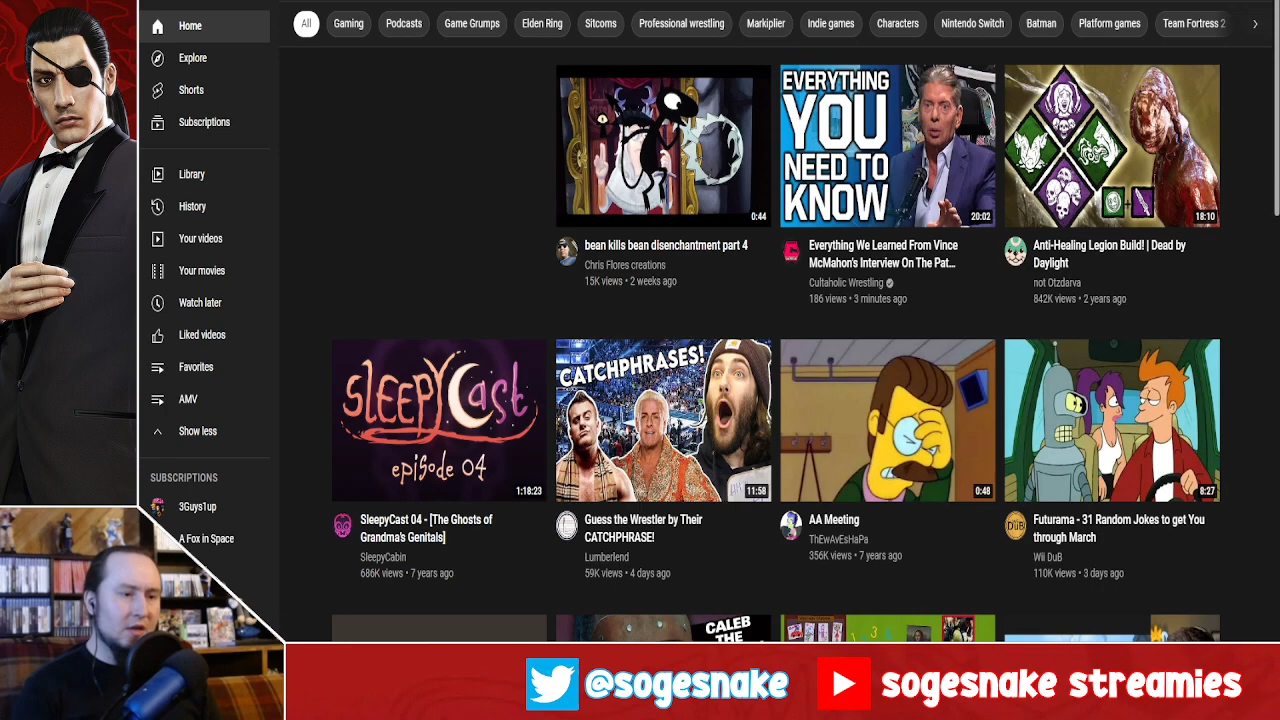 Home
Explore
Shorts
Subscriptions
Library
History
Your videos
Your movies
Watch later
Liked videos
Favorites
AMV
Show less
SUBSCRIPTIONS
3Guys1up
A Fox in Space
All
Gaming
Podcasts
Game Grumps
Elden Ring
Sitcoms
Professional wrestling
Markiplier
Indie games
Characters
Nintendo Switch
Batman
Platform games
Team Fortress 2
0:44
bean kills bean disenchantment part 4
Chris Flores creations
15K views • 2 weeks ago
EVERYTHING
YOU
NEED TO
KNOW
20:02
Everything We Learned From Vince
McMahon's Interview On The Pat...
Cultaholic Wrestling
186 views • 3 minutes ago
18:10
Anti-Healing Legion Build! | Dead by
Daylight
not Otzdarva
842K views • 2 years ago
SLEEPYCast
episode 04
1:18:23
SleepyCast 04 - [The Ghosts of
Grandma's Genitals]
SleepyCabin
686K views • 7 years ago
CATCHPHRASES!
11:58
Guess the Wrestler by Their
CATCHPHRASE!
Lumberlend
59K views • 4 days ago
0:48
AA Meeting
ThEwAvEsHaPa
356K views • 7 years ago
8:27
DUB
Futurama - 31 Random Jokes to get You
through March
Wii DuB
110K views • 3 days ago
CALEB
THE
3
@sogesnake
sogesnake streamies